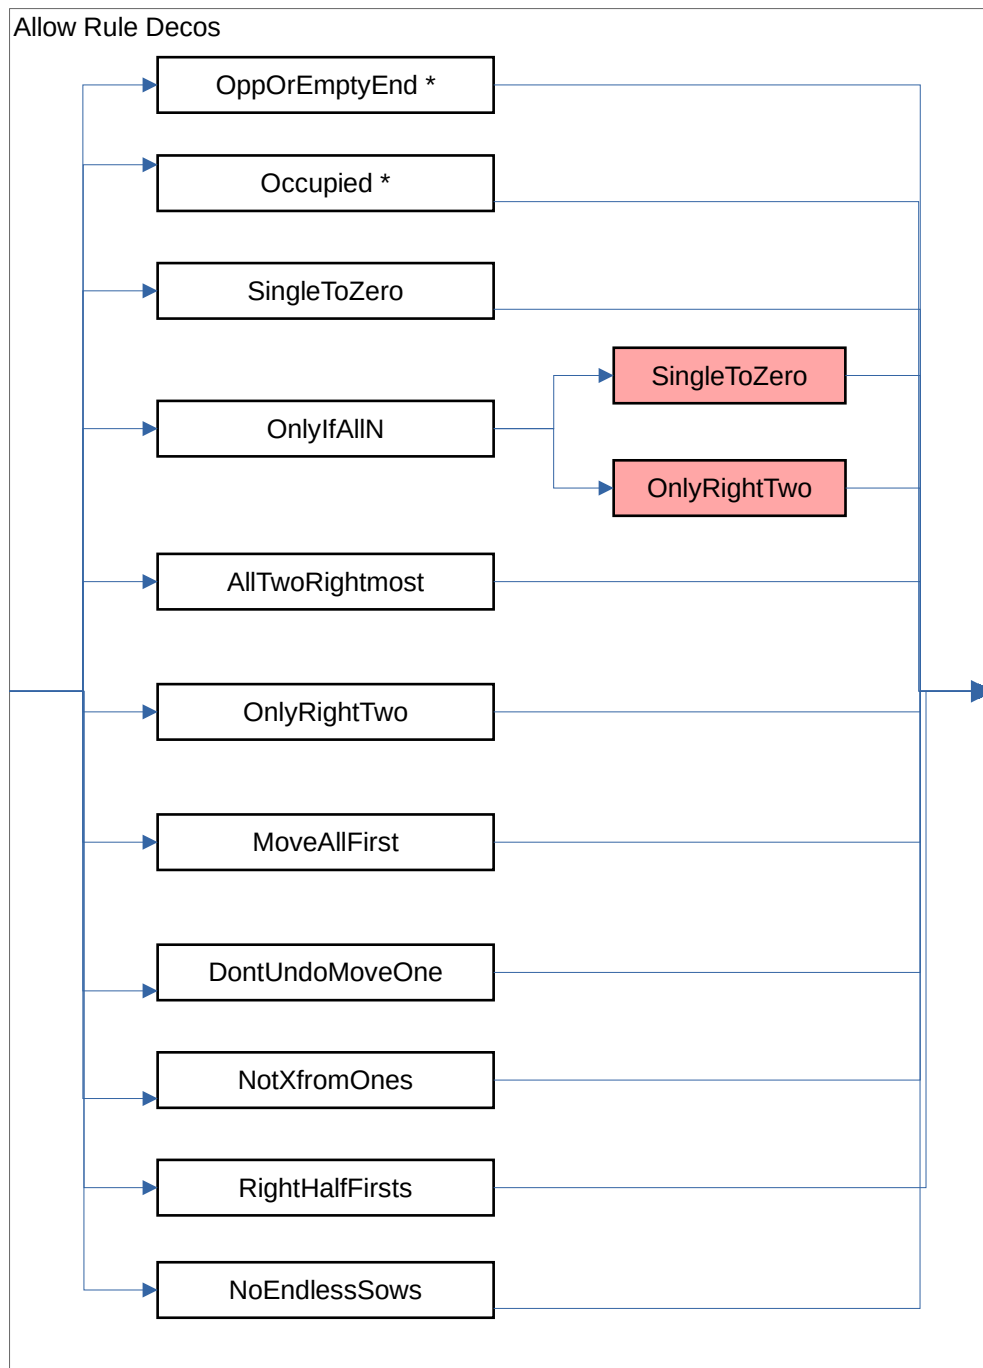 Allow Rule Decos
OppOrEmptyEnd *
Occupied *
SingleToZero
SingleToZero
OnlyIfAllN
OnlyRightTwo
AllTwoRightmost
OnlyRightTwo
MoveAllFirst
DontUndoMoveOne
NotXfromOnes
RightHalfFirsts
NoEndlessSows